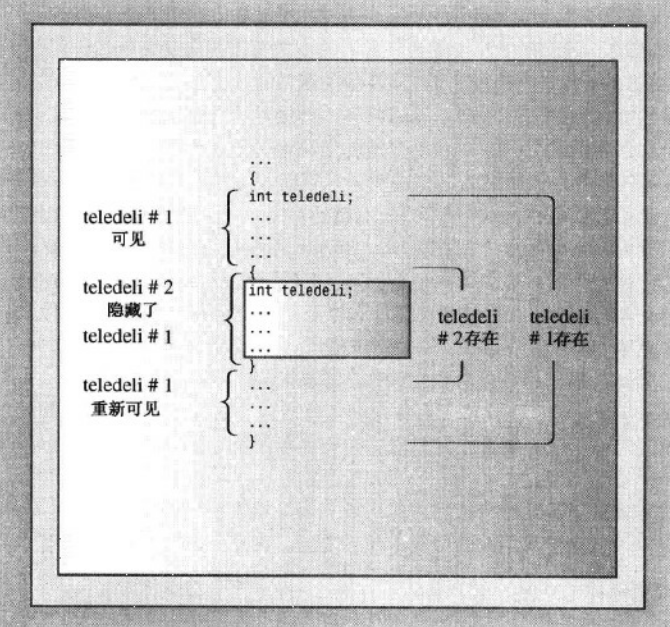 ...
{
int teledeli;
...
...
...
{
int teledeli;
...
...
...
}
...
...
...
}
teledeli # 1
可见
teledeli # 2
隐藏了
teledeli # 1
teledeli # 1
重新可见
teledeli
# 2存在
teledeli
# 1存在